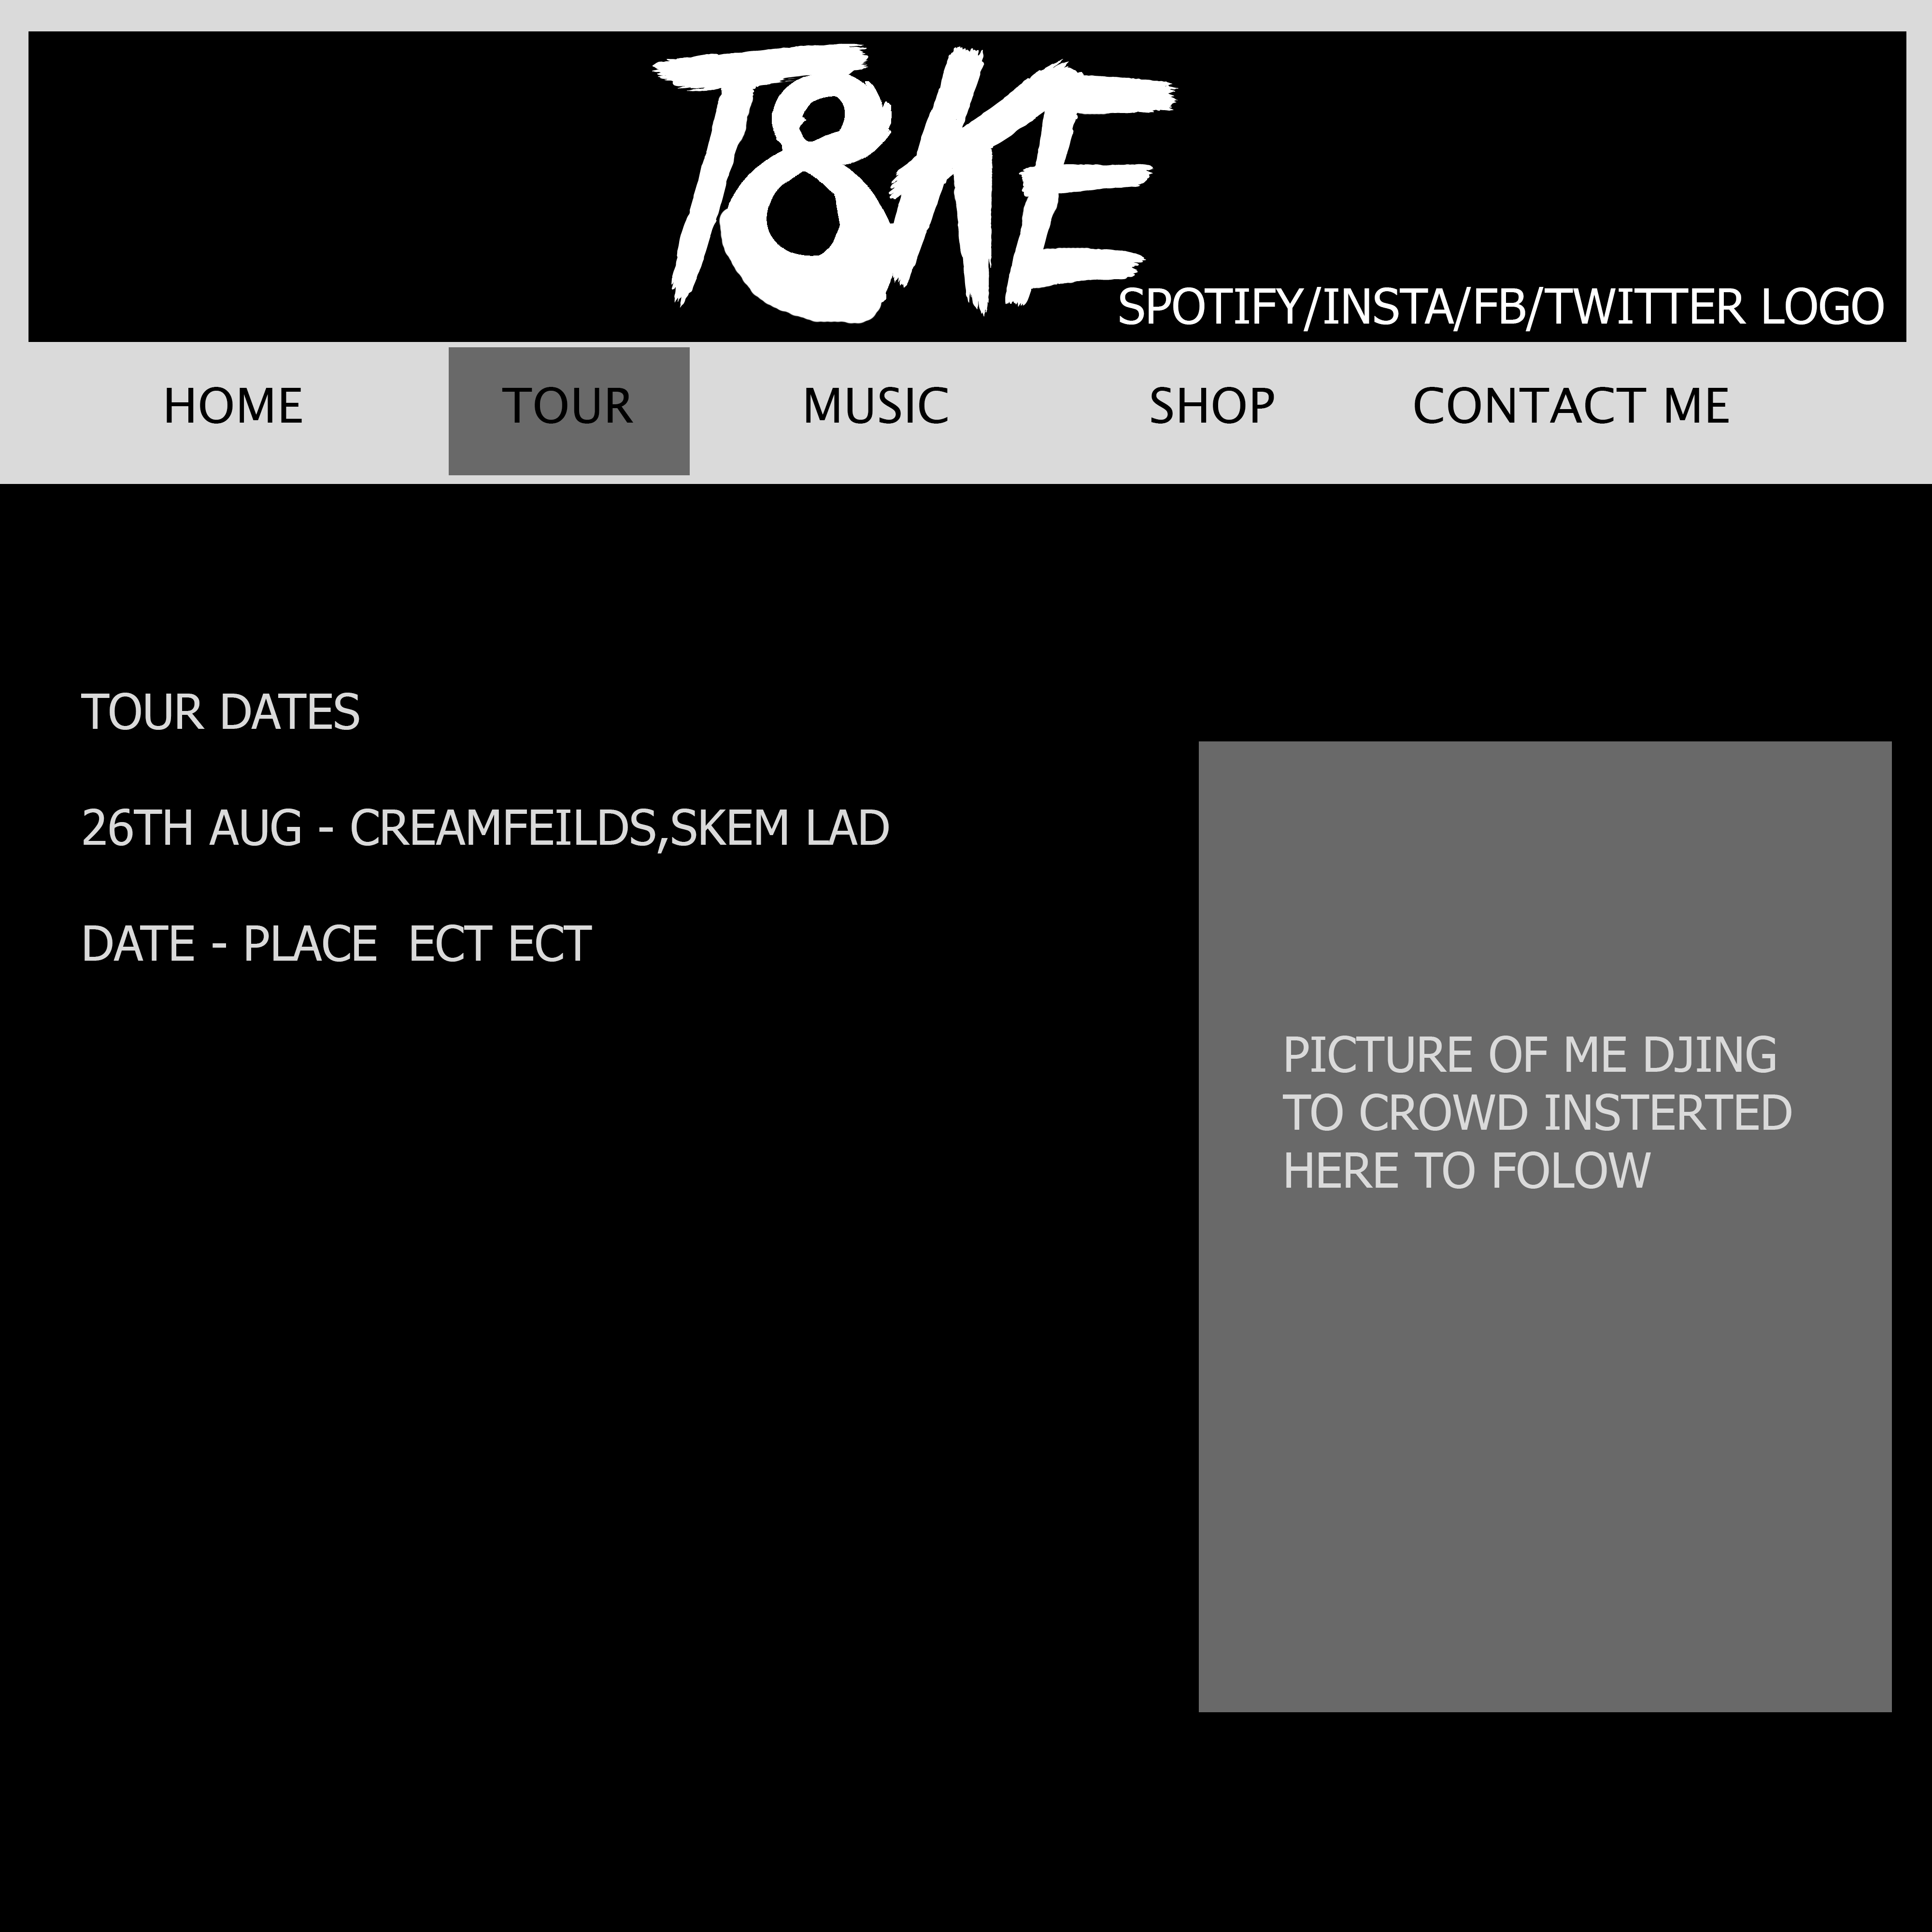 T8KE
SPOTIFY/INSTA/FB/TWITTER LOGO
HOME TOUR MUSIC SHOP CONTACT ME
TOUR DATES
26TH AUG - CREAMFEILDS,SKEM LAD
DATE - PLACE  ECT ECT
PICTURE OF ME DJING
TO CROWD INSTERTED
HERE TO FOLOW